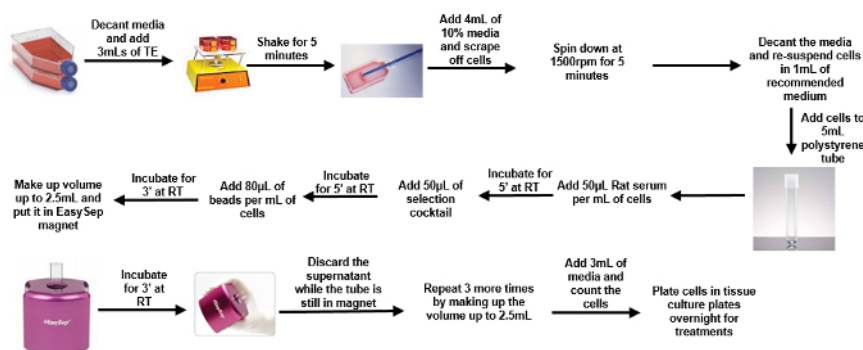 Decant media
and add
3mLs of TE
Shake for 5
minutes
Add 4mL of
10% media
and scrape
off cells
Spin down at
1500rpm for 5
minutes
Decant the media
and re-suspend cells
in 1mL of
recommended
medium
Add cells to
5mL
polystyrene
tube
Add 50µL Rat serum
per mL of cells
Incubate for
5' at RT
Add 50µL of
selection
cocktail
Incubate
for 5' at RT
Add 80µL of
beads per mL of
cells
Incubate for
3' at RT
Make up volume
up to 2.5mL and
put it in EasySep
magnet
EasySep
Incubate
for 3' at
RT
Discard the
supernatant
while the tube is
still in magnet
Repeat 3 more times
by making up the
volume up to 2.5mL
Add 3mL of
media and
count the
cells
Plate cells in tissue
culture plates
overnight for
treatments